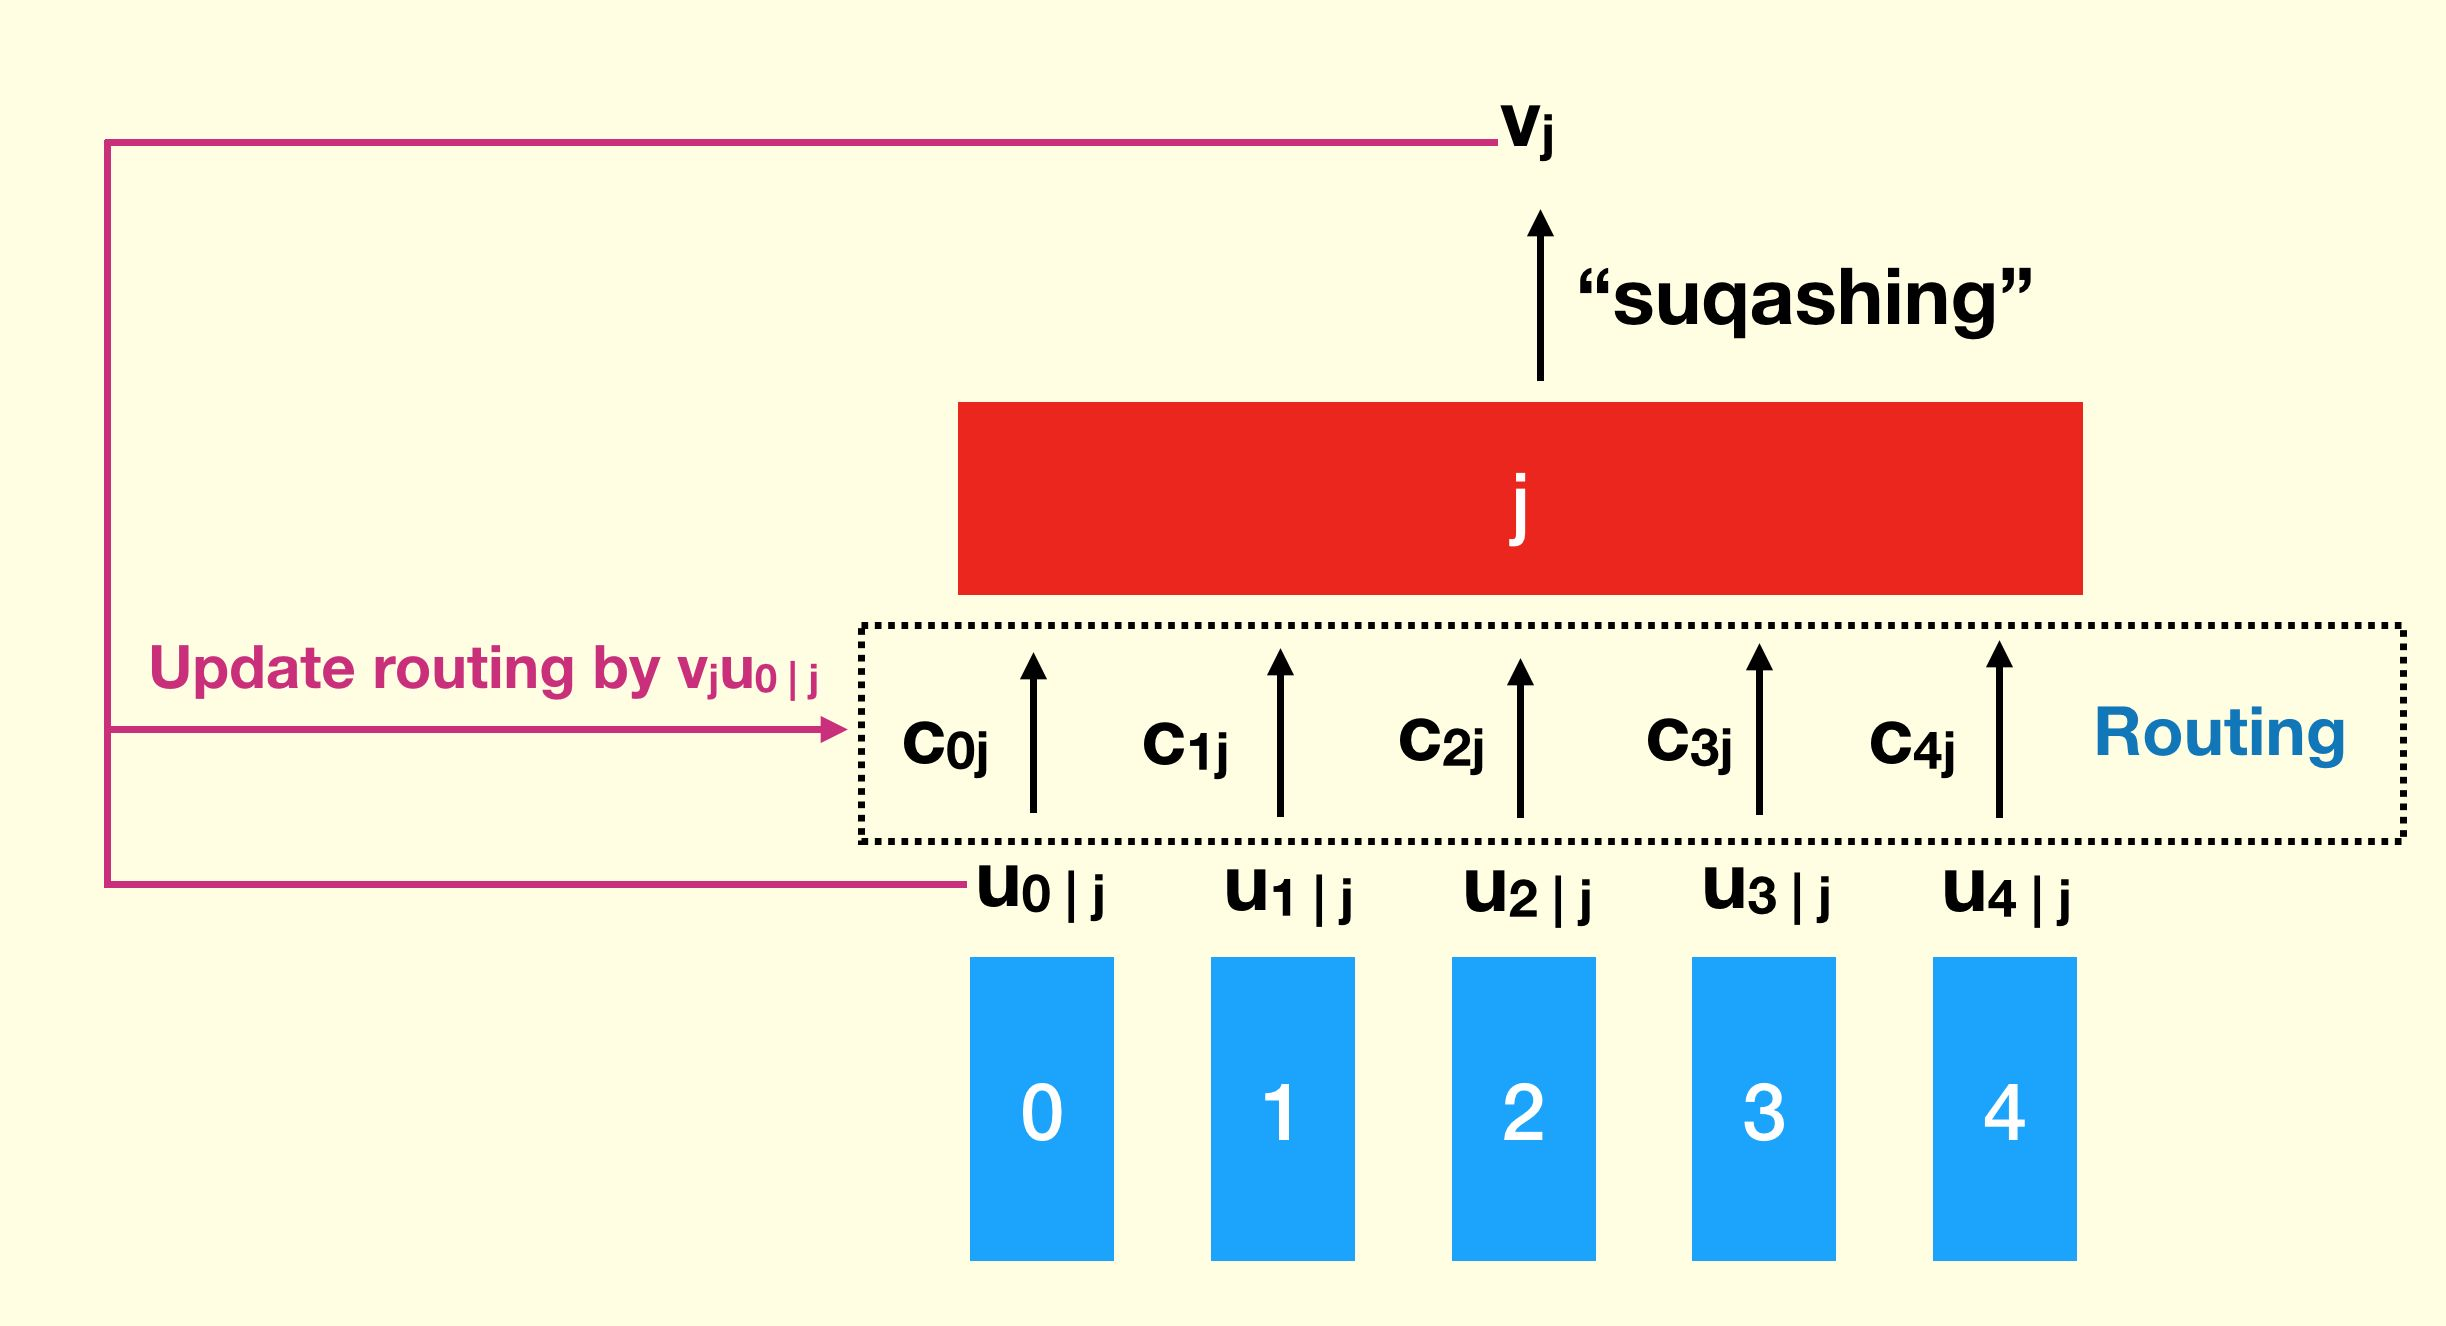 vj
“suqashing”
j
Update routing by vju0 | j
c0j c1j c2j c3j c4j Routing
u0 | j u1 | j u2 | j u3 | j u4 | j
0 1 2 3 4